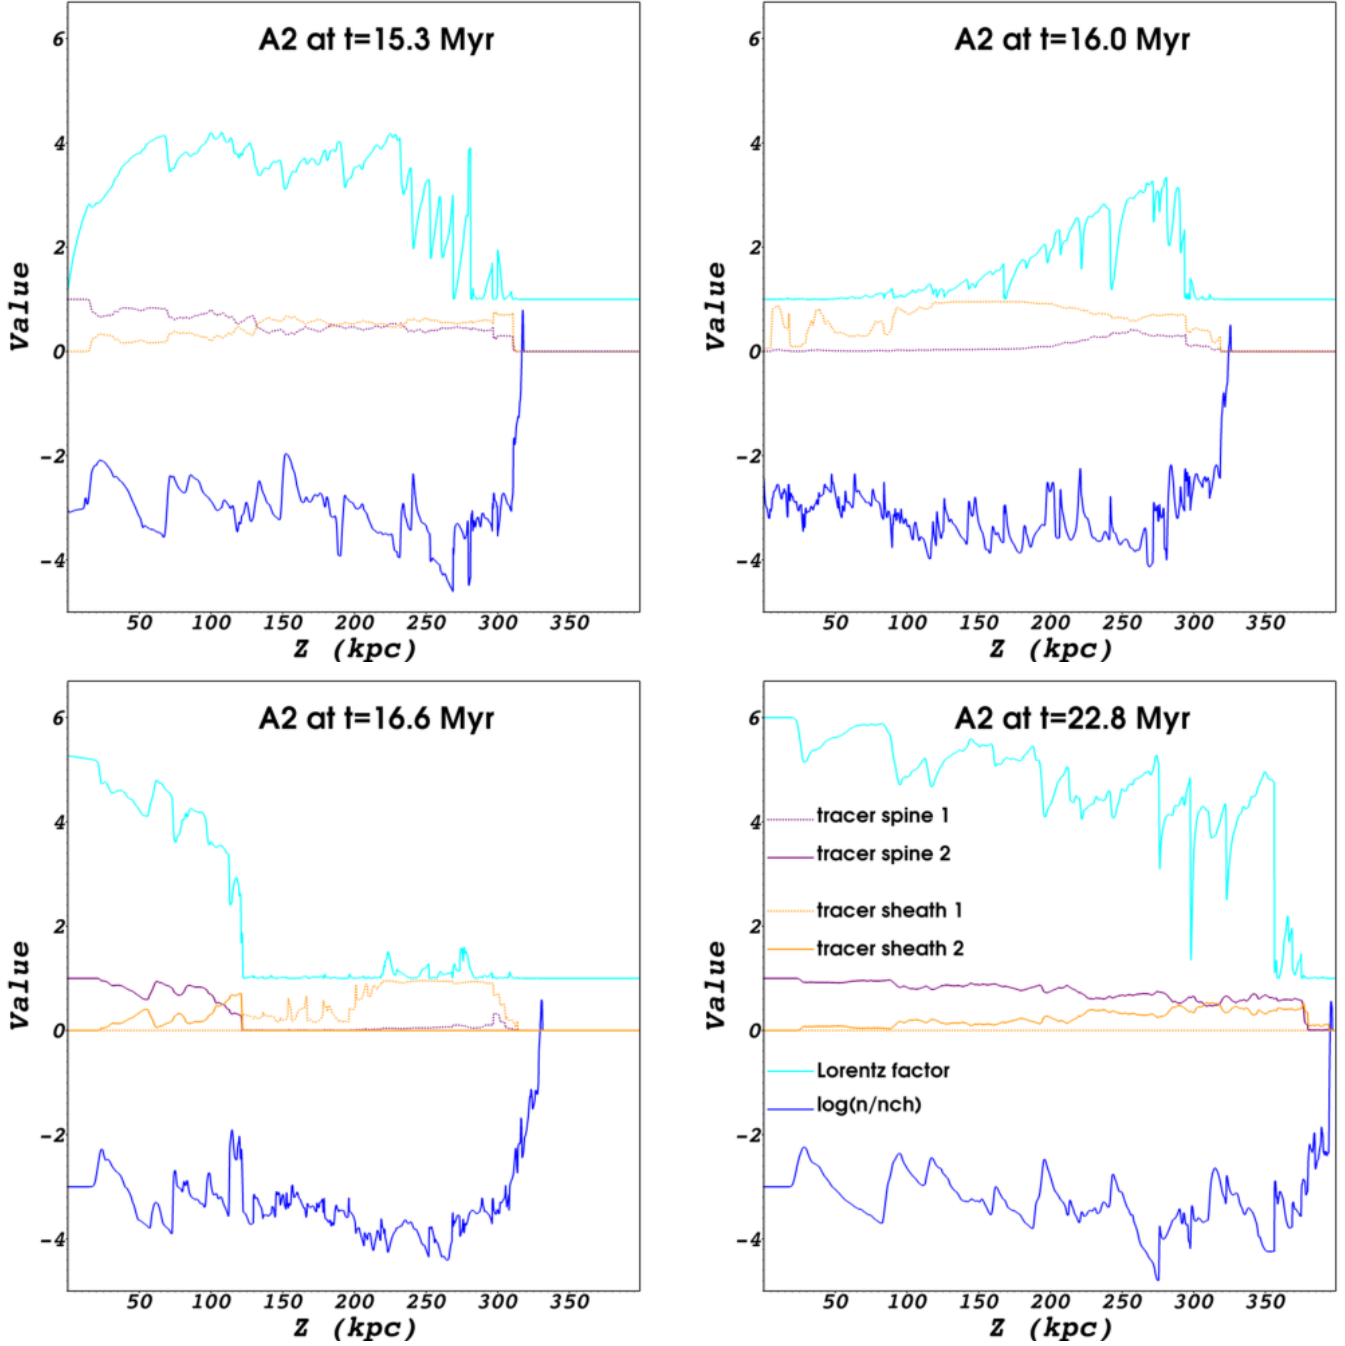 A2 at t=15.3 Myr
6
4
2
0
-2
-4
Value
50 100 150 200 250 300 350
Z (kpc)
A2 at t=16.0 Myr
6
4
2
0
-2
-4
Value
50 100 150 200 250 300 350
Z (kpc)
A2 at t=16.6 Myr
6
4
2
0
-2
-4
Value
50 100 150 200 250 300 350
Z (kpc)
A2 at t=22.8 Myr
6
4
2
0
-2
-4
Value
tracer spine 1
tracer spine 2
tracer sheath 1
tracer sheath 2
Lorentz factor
log(n/nch)
50 100 150 200 250 300 350
Z (kpc)